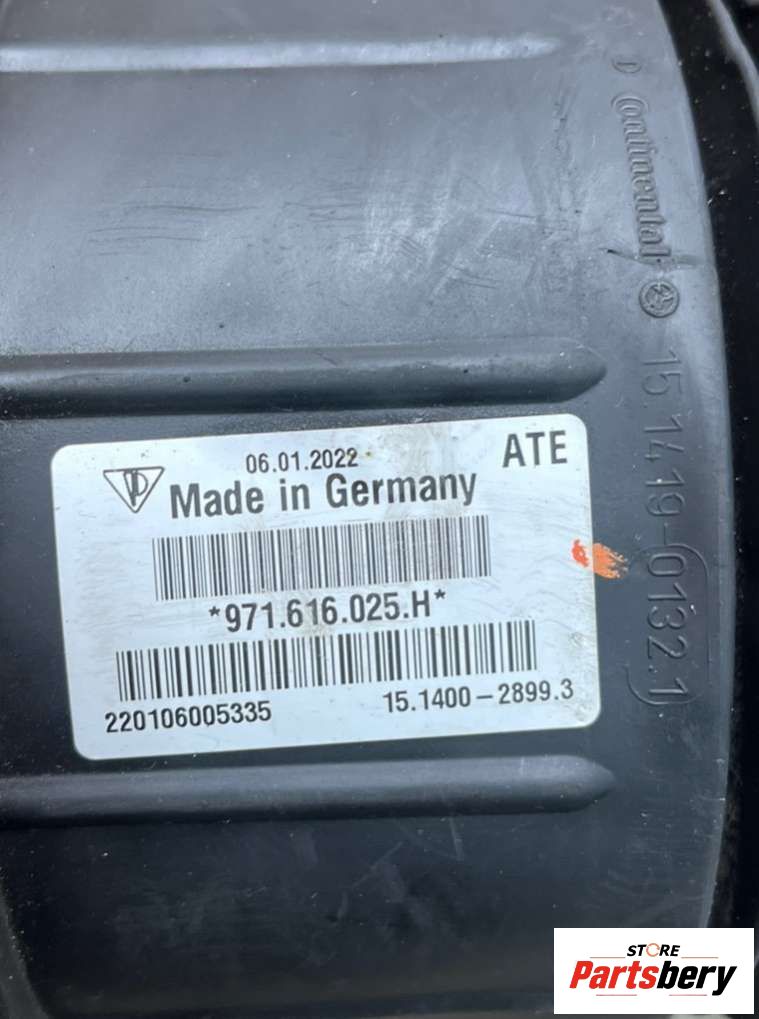 D Continental
15.1419-0132.1
06.01.2022
ATE
Made in Germany
*971.616.025.H*
220106005335
15.1400-2899.3
STORE
Partsbery